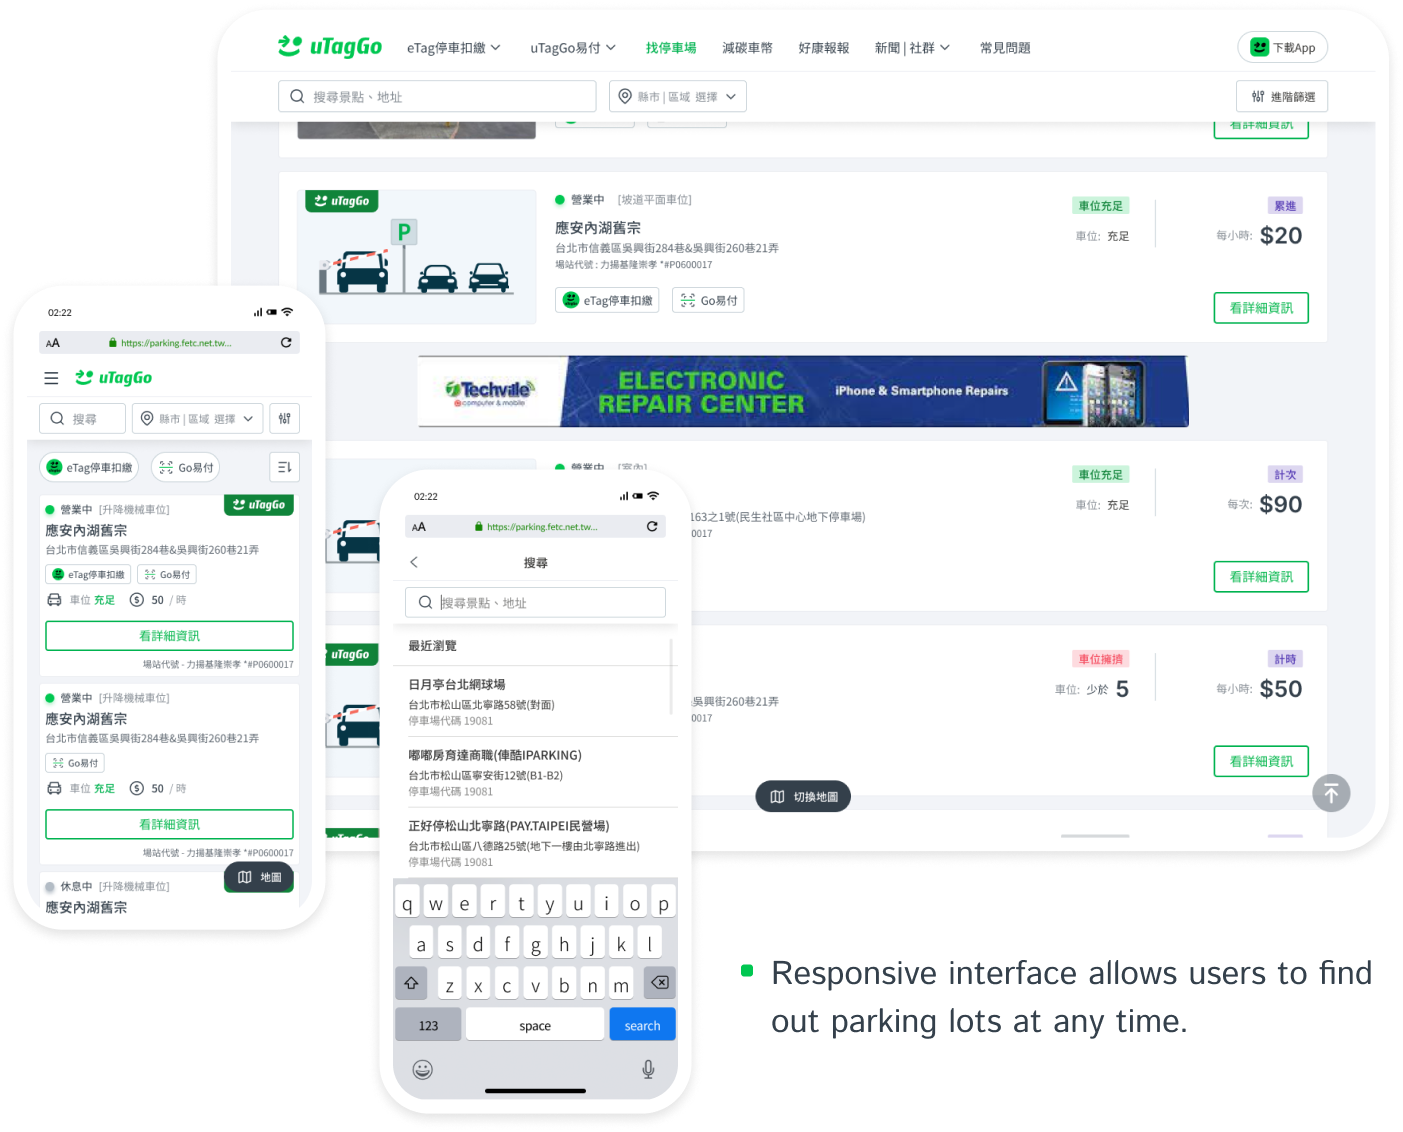 uTagGo
eTag停車扣繳
uTagGo易付
找停車場
減碳車幣
好康報報
新聞 | 社群
常見問題
下載App
搜尋景點、地址
縣市 | 區域 選擇
進階篩選
看詳細資訊
uTagGo
P
營業中 [坡道平面車位]
應安內湖舊宗
台北市信義區吳興街284巷&吳興街260巷21弄
場站代號 : 力揚基隆崇孝 *#P0600017
eTag停車扣繳
Go易付
車位充足
車位: 充足
累進
每小時: $20
看詳細資訊
Techville
computer & mobile
ELECTRONIC
REPAIR CENTER
iPhone & Smartphone Repairs
營業中 [室內]
163之1號(民生社區中心地下停車場)
0017
車位充足
車位: 充足
計次
每次: $90
看詳細資訊
uTagGo
吳興街260巷21弄
0017
車位擁擠
車位: 少於 5
計時
每小時: $50
看詳細資訊
切換地圖
uTagGo
02:22
AA
https://parking.fetc.net.tw...
uTagGo
搜尋
縣市 | 區域 選擇
eTag停車扣繳
Go易付
營業中 [升降機械車位]
uTagGo
應安內湖舊宗
台北市信義區吳興街284巷&吳興街260巷21弄
eTag停車扣繳
Go易付
車位 充足
$ 50 / 時
看詳細資訊
場站代號 - 力揚基隆崇孝 *#P0600017
營業中 [升降機械車位]
應安內湖舊宗
台北市信義區吳興街284巷&吳興街260巷21弄
Go易付
車位 充足
$ 50 / 時
看詳細資訊
場站代號 - 力揚基隆崇孝 *#P0600017
休息中 [升降機械車位]
地圖
應安內湖舊宗
02:22
AA
https://parking.fetc.net.tw...
搜尋
搜尋景點、地址
最近瀏覽
日月亭台北網球場
台北市松山區北寧路58號(對面)
停車場代碼 19081
嘟嘟房育達商職(俥酷IPARKING)
台北市松山區寧安街12號(B1-B2)
停車場代碼 19081
正好停松山北寧路(PAY.TAIPEI民營場)
台北市松山區八德路25號(地下一樓由北寧路進出)
停車場代碼 19081
q w e r t y u i o p
a s d f g h j k l
z x c v b n m
123 space search
Responsive interface allows users to find
out parking lots at any time.